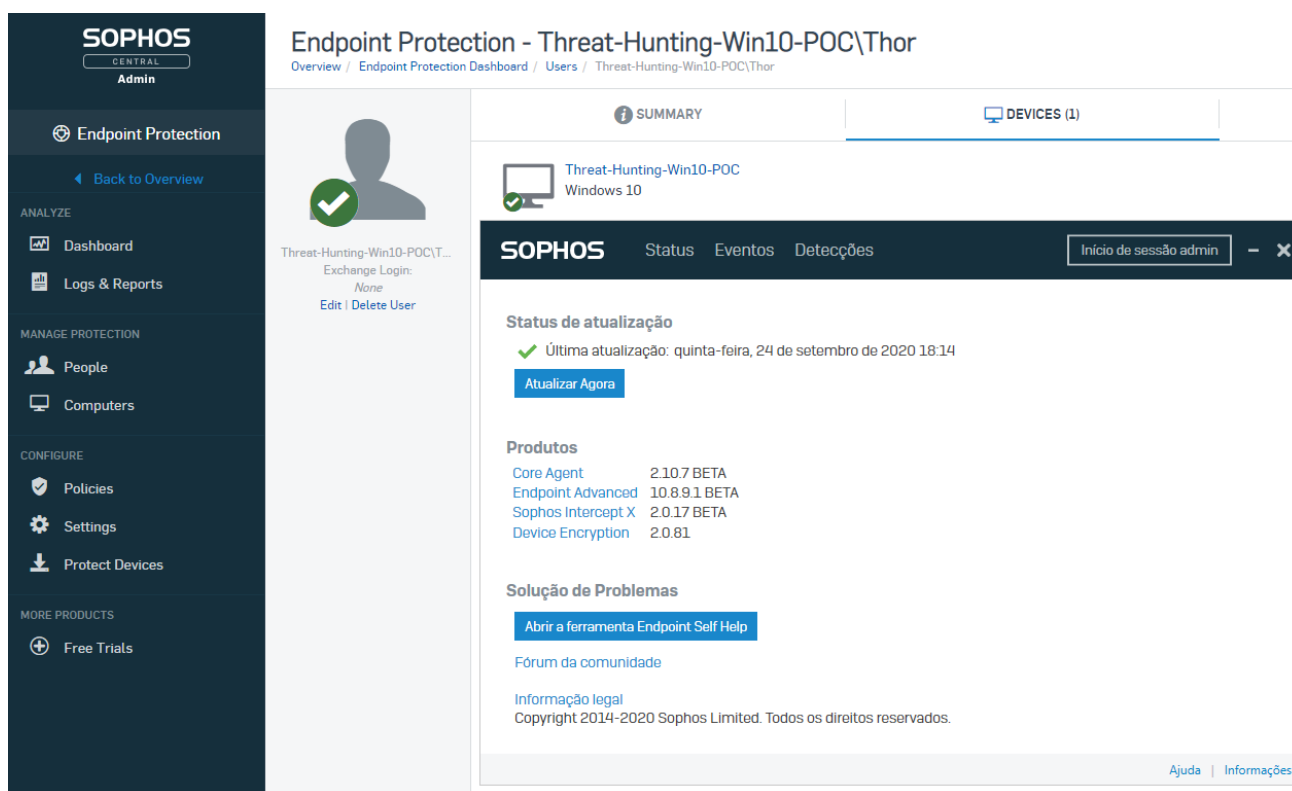 SOPHOS
CENTRAL
Admin
Endpoint Protection
Back to Overview
ANALYZE
Dashboard
Logs & Reports
MANAGE PROTECTION
People
Computers
CONFIGURE
Policies
Settings
Protect Devices
MORE PRODUCTS
Free Trials
Endpoint Protection - Threat-Hunting-Win10-POC\Thor
Overview / Endpoint Protection Dashboard / Users / Threat-Hunting-Win10-POC\Thor
Threat-Hunting-Win10-POC\T...
Exchange Login:
None
Edit | Delete User
SUMMARY
DEVICES (1)
Threat-Hunting-Win10-POC
Windows 10
SOPHOS Status Eventos Detecções Início de sessão admin
Status de atualização
Última atualização: quinta-feira, 24 de setembro de 2020 18:14
Atualizar Agora
Produtos
Core Agent 2.10.7 BETA
Endpoint Advanced 10.8.9.1 BETA
Sophos Intercept X 2.0.17 BETA
Device Encryption 2.0.81
Solução de Problemas
Abrir a ferramenta Endpoint Self Help
Fórum da comunidade
Informação legal
Copyright 2014-2020 Sophos Limited. Todos os direitos reservados.
Ajuda | Informações